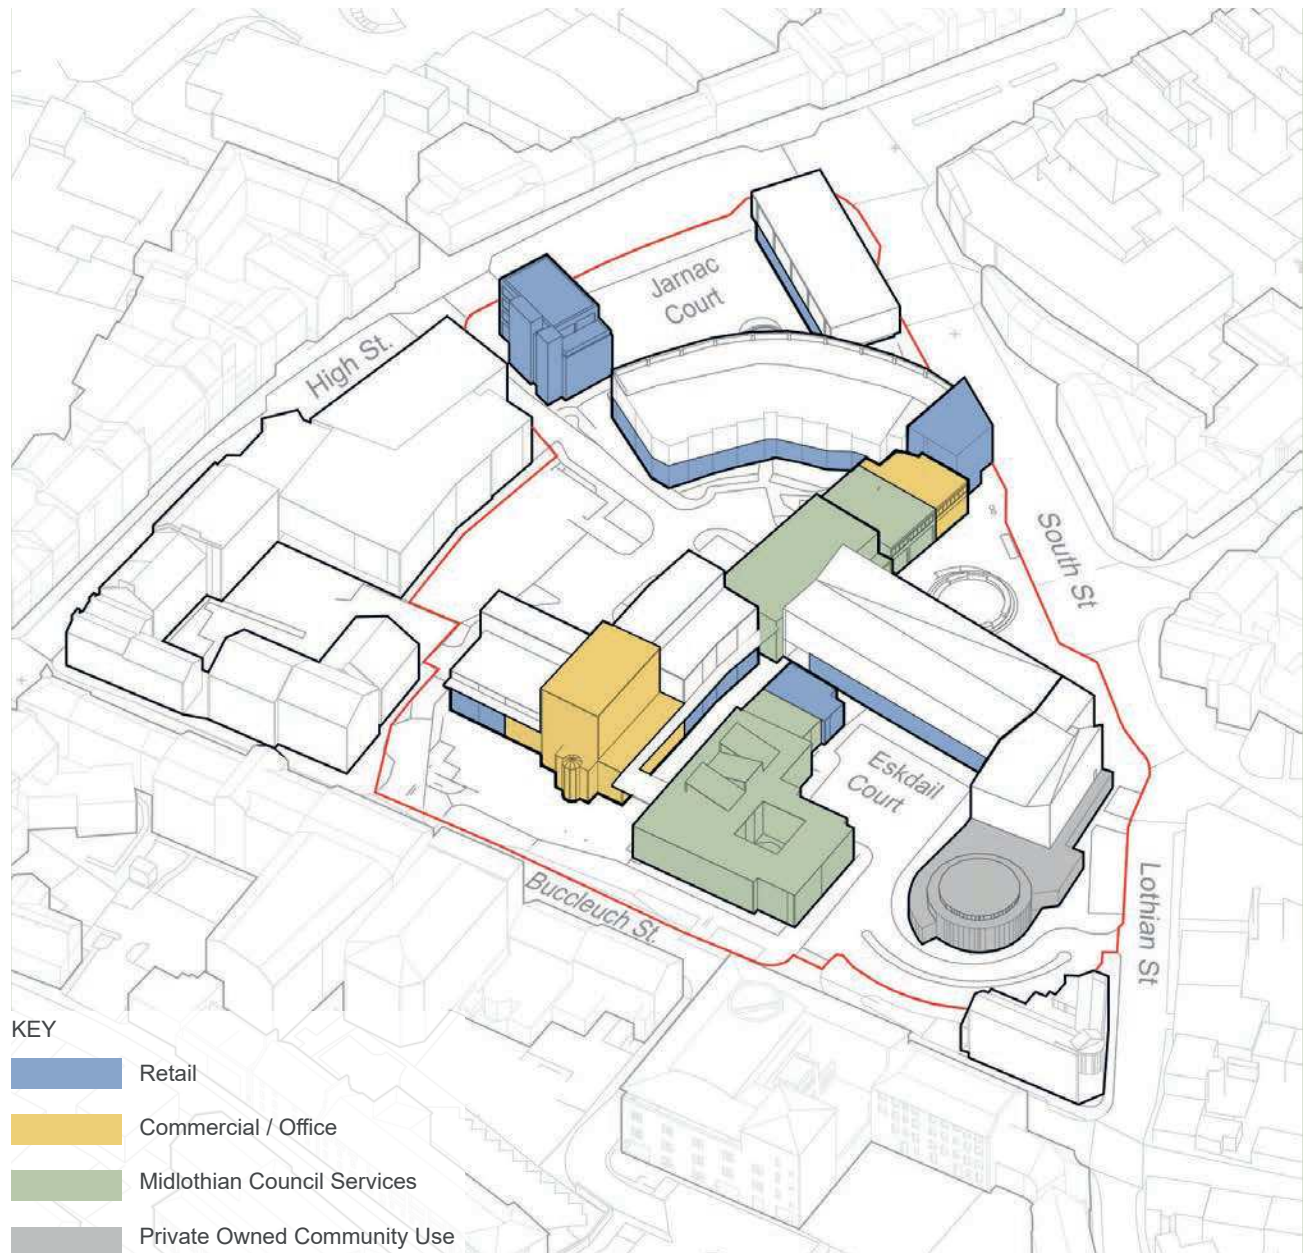 Jarnac
Court
High St.
South St
Eskdail
Court
Buccleuch St.
Lothian St
KEY
Retail
Commercial / Office
Midlothian Council Services
Private Owned Community Use